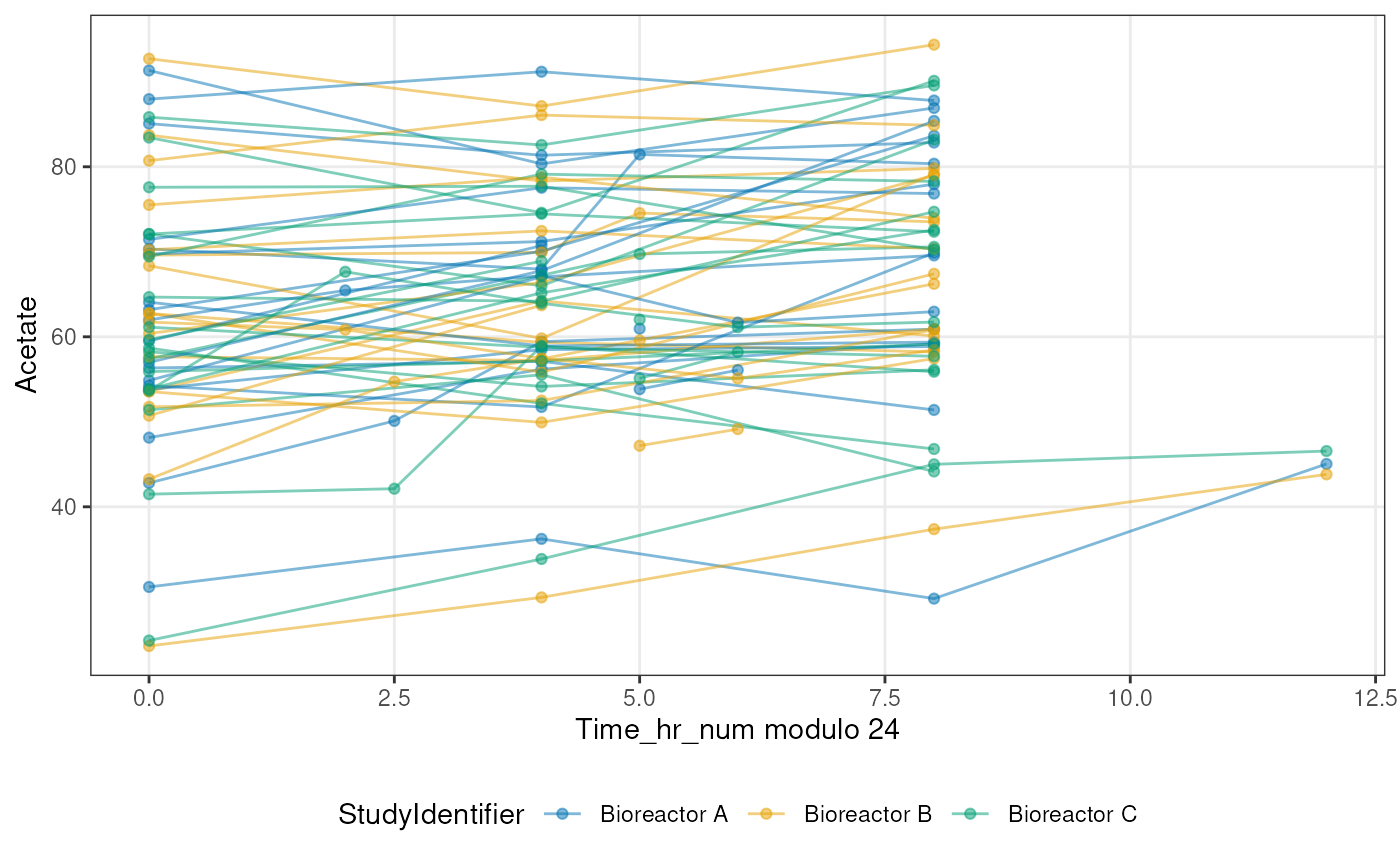 Acetate
80
60
40
0.0 2.5 5.0 7.5 10.0 12.5
Time_hr_num modulo 24
StudyIdentifier Bioreactor A Bioreactor B Bioreactor C